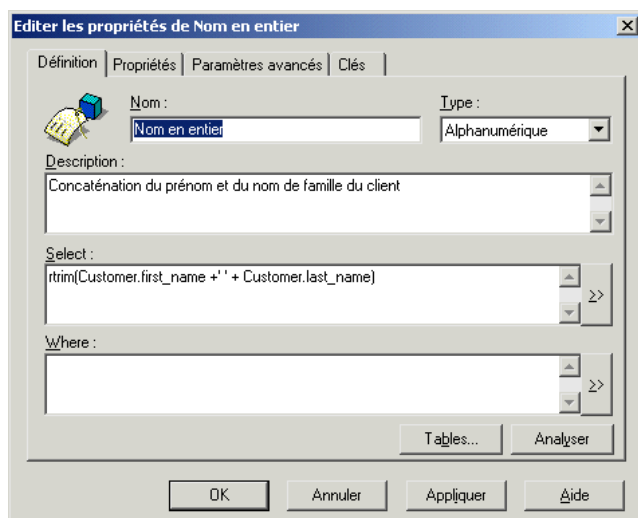 Editer les propriétés de Nom en entier
Définition Propriétés Paramètres avancés Clés
Nom : Type :
Nom en entier Alphanumérique
Description :
Concaténation du prénom et du nom de famille du client
Select :
rtrim(Customer.first_name +' ' + Customer.last_name)
>>
Where :
>>
Tables... Analyser
OK Annuler Appliquer Aide